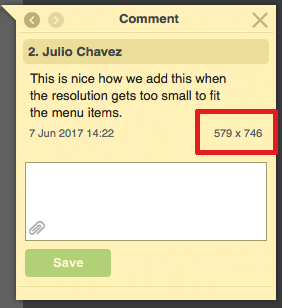 Comment
2. Julio Chavez
This is nice how we add this when
the resolution gets too small to fit
the menu items.
7 Jun 2017 14:22 579 x 746
Save